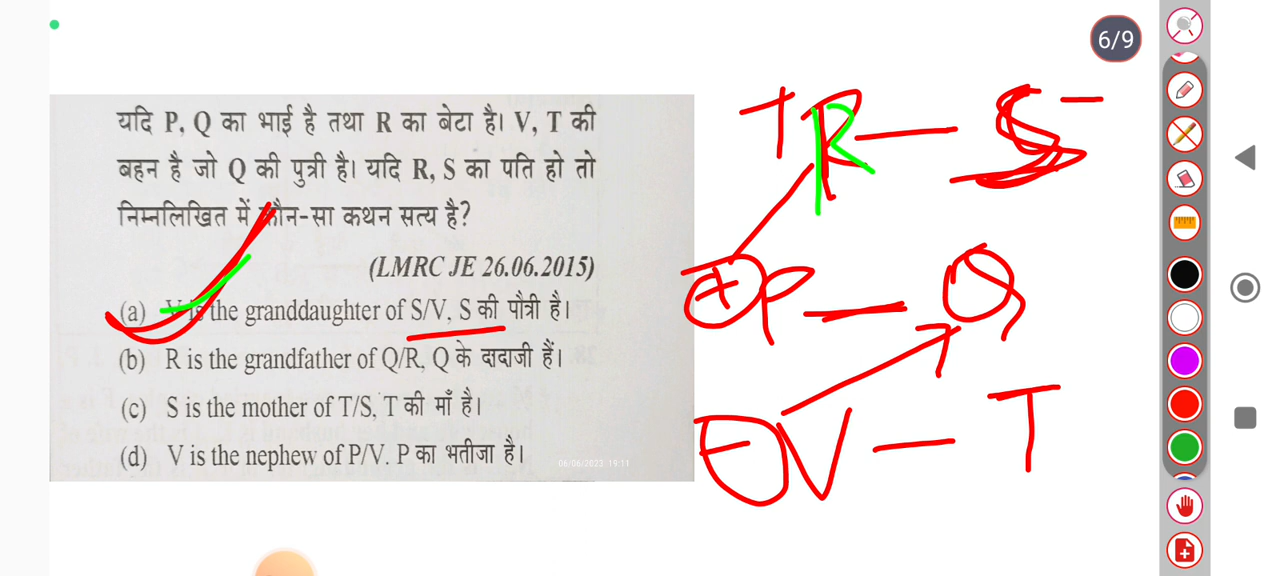 6/9
यदि P, Q का भाई है तथा R का बेटा है। V, T की
बहन है जो Q की पुत्री है। यदि R, S का पति हो तो
निम्नलिखित में कौन-सा कथन सत्य है?
(LMRC JE 26.06.2015)
(a) V is the granddaughter of S/V, S की पौत्री है।
(b) R is the grandfather of Q/R, Q के दादाजी हैं।
(c) S is the mother of T/S, T की माँ है।
(d) V is the nephew of P/V. P का भतीजा है।
06/06/2023 19:11
+ R — S -
+ P — Q
- V — T